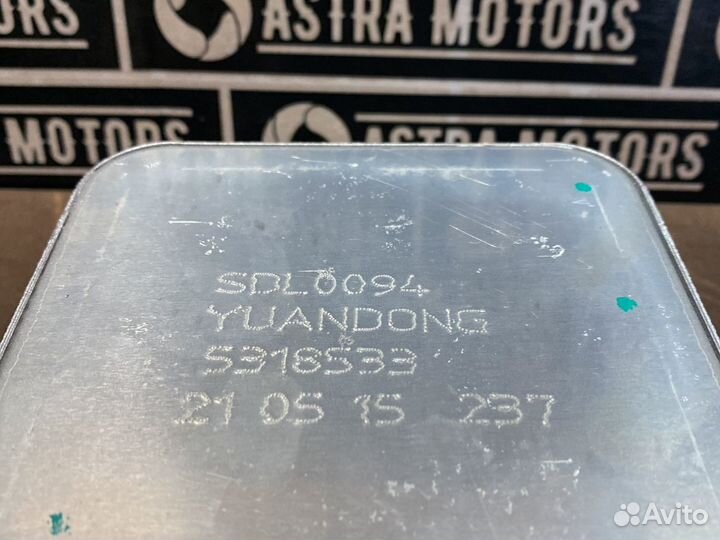 ASTRA MOTORS
MOTORS
ASTRA MOTORS
SDL0094
YUANDONG
5318533
21 05 15 237
Avito